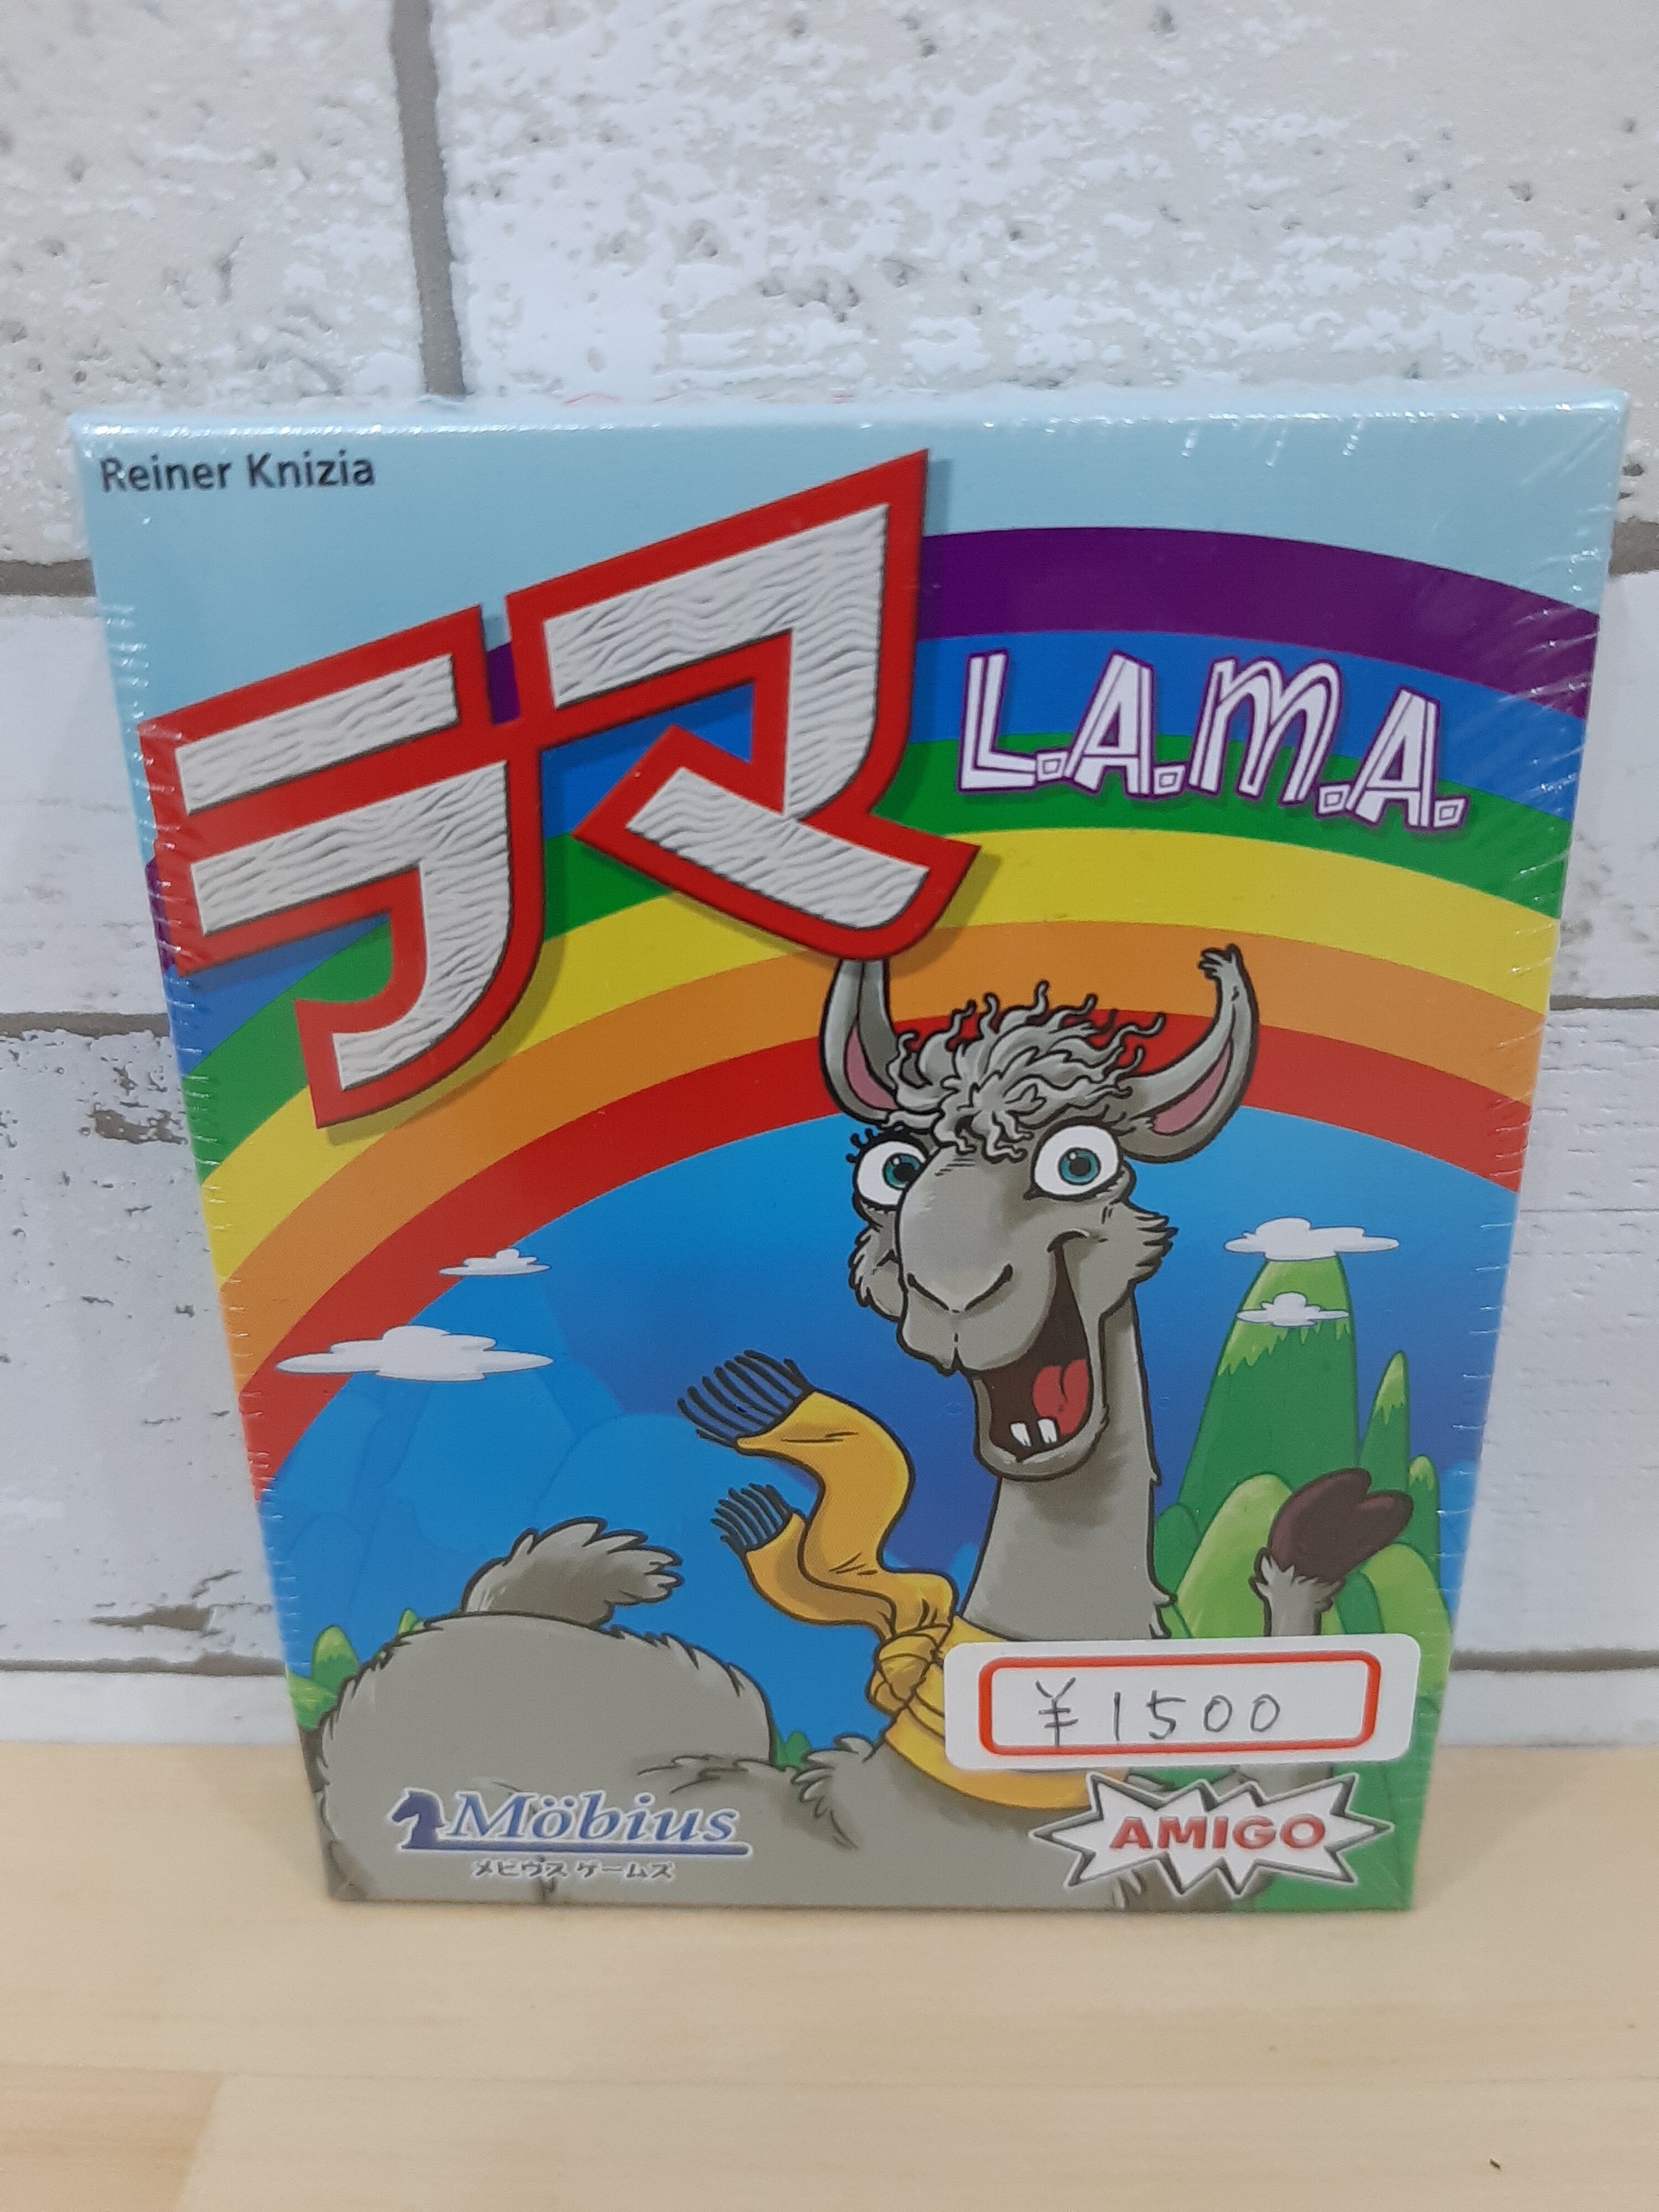 Reiner Knizia
ラマ
L.A.M.A.
¥1500
Möbius
メビウスゲームズ
AMIGO